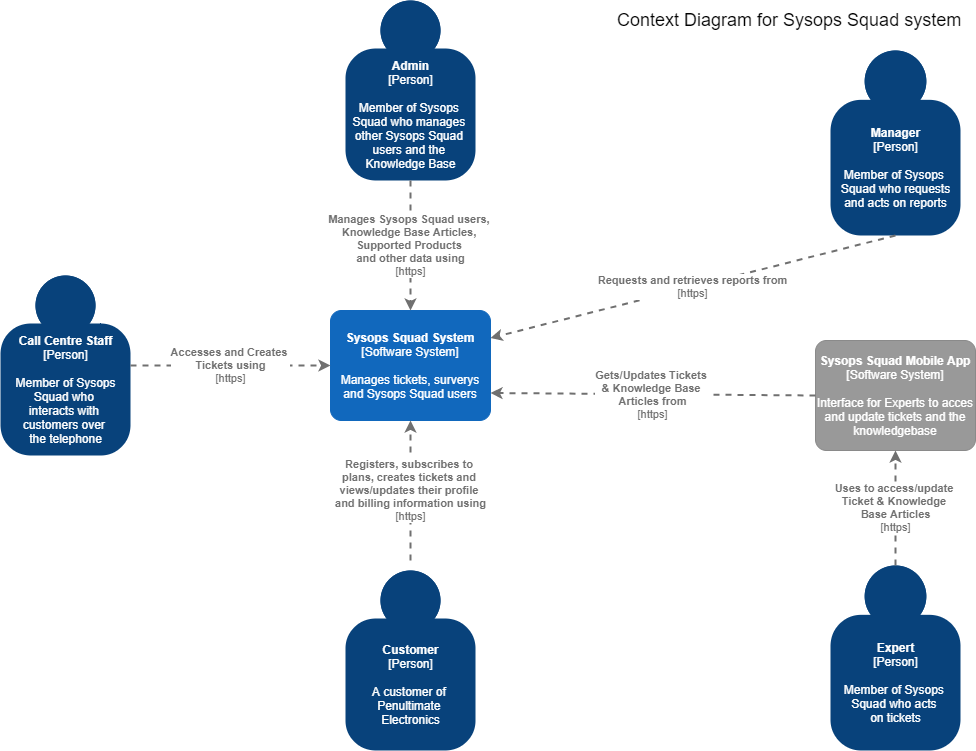 Context Diagram for Sysops Squad system
Admin
[Person]
Member of Sysops
Squad who manages
other Sysops Squad
users and the
Knowledge Base
Manager
[Person]
Member of Sysops
Squad who requests
and acts on reports
Manages Sysops Squad users,
Knowledge Base Articles,
Supported Products
and other data using
[https]
Requests and retrieves reports from
[https]
Call Centre Staff
[Person]
Member of Sysops
Squad who
interacts with
customers over
the telephone
Accesses and Creates
Tickets using
[https]
Sysops Squad System
[Software System]
Manages tickets, surverys
and Sysops Squad users
Gets/Updates Tickets
& Knowledge Base
Articles from
[https]
Sysops Squad Mobile App
[Software System]
Interface for Experts to acces
and update tickets and the
knowledgebase
Registers, subscribes to
plans, creates tickets and
views/updates their profile
and billing information using
[https]
Uses to access/update
Ticket & Knowledge
Base Articles
[https]
Customer
[Person]
A customer of
Penultimate
Electronics
Expert
[Person]
Member of Sysops
Squad who acts
on tickets